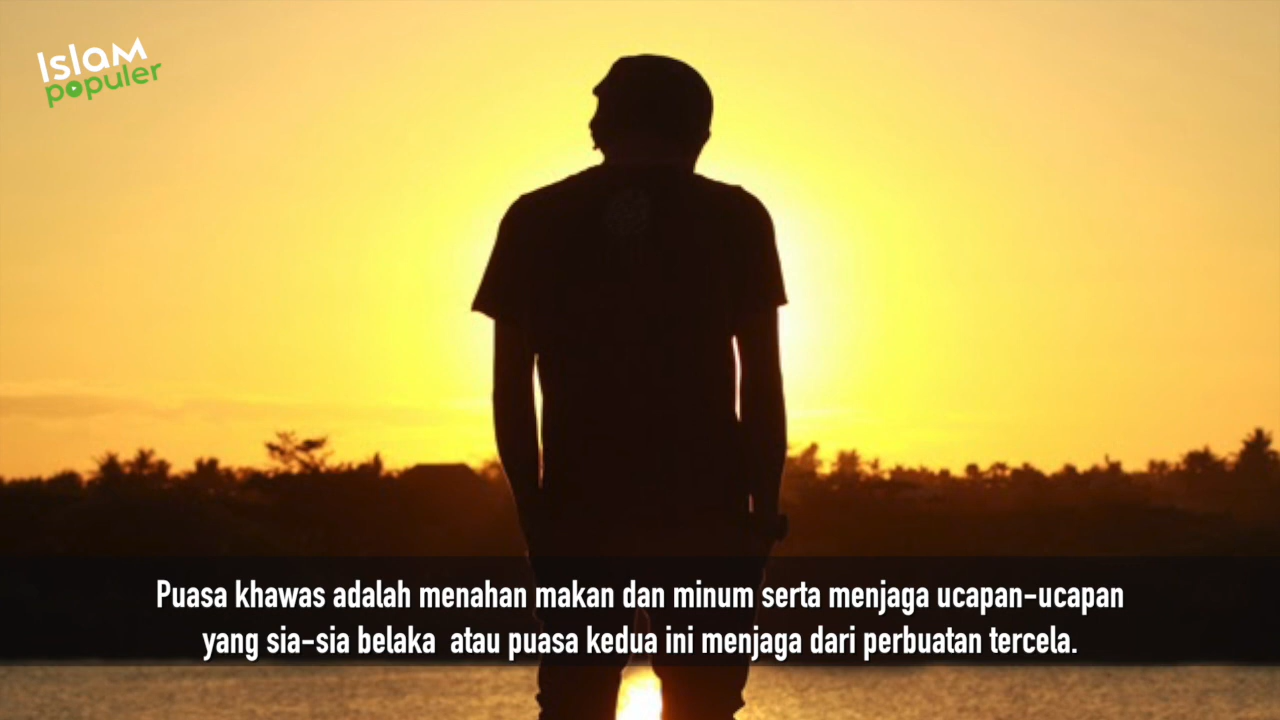 Islam
populer
Puasa khawas adalah menahan makan dan minum serta menjaga ucapan-ucapan
yang sia-sia belaka atau puasa kedua ini menjaga dari perbuatan tercela.